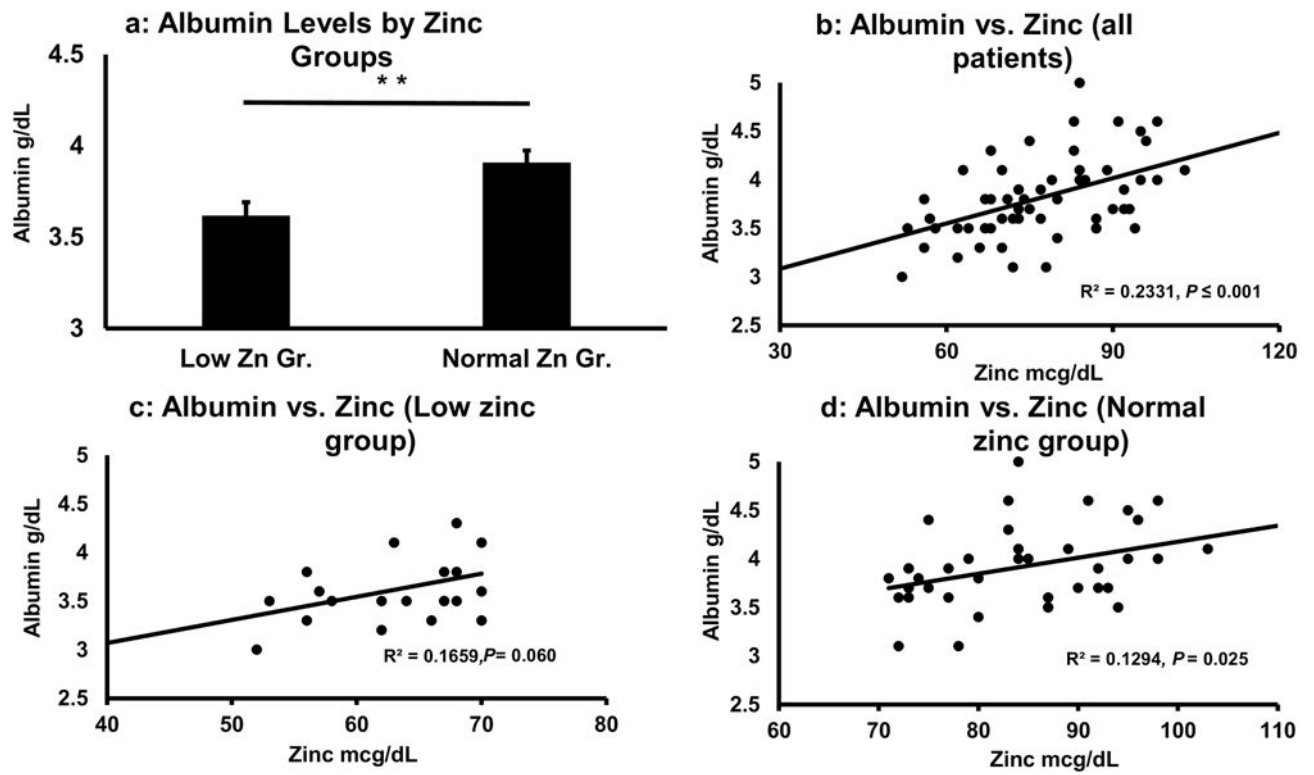 a: Albumin Levels by Zinc
Groups
* *
4.5
4
3.5
3
Albumin g/dL
Low Zn Gr.
Normal Zn Gr.
b: Albumin vs. Zinc (all
patients)
5
4.5
4
3.5
3
2.5
Albumin g/dL
R² = 0.2331, P ≤ 0.001
30
60
90
120
Zinc mcg/dL
c: Albumin vs. Zinc (Low zinc
group)
5
4.5
4
3.5
3
2.5
Albumin g/dL
R² = 0.1659,P= 0.060
40
50
60
70
80
Zinc mcg/dL
d: Albumin vs. Zinc (Normal
zinc group)
5
4.5
4
3.5
3
2.5
Albumin g/dL
R² = 0.1294, P = 0.025
60
70
80
90
100
110
Zinc mcg/dL